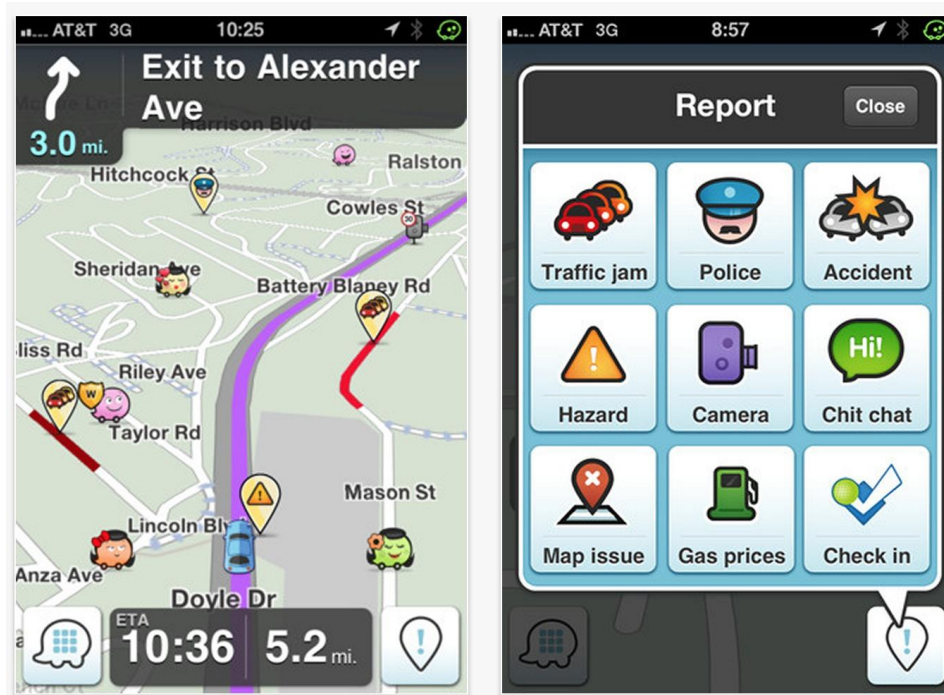 AT&T 3G 10:25
Exit to Alexander
Ave
3.0 mi.
Harrison Blvd
Ralston
Hitchcock St
Cowles St
Sheridan Ave
Battery Blaney Rd
liss Rd
Riley Ave
W
Taylor Rd
Mason St
Lincoln Blv
Anza Ave
Doyle Dr
ETA
10:36 5.2 mi.
AT&T 3G 8:57
Report Close
Traffic jam Police Accident
Hi!
Hazard Camera Chit chat
Map issue Gas prices Check in